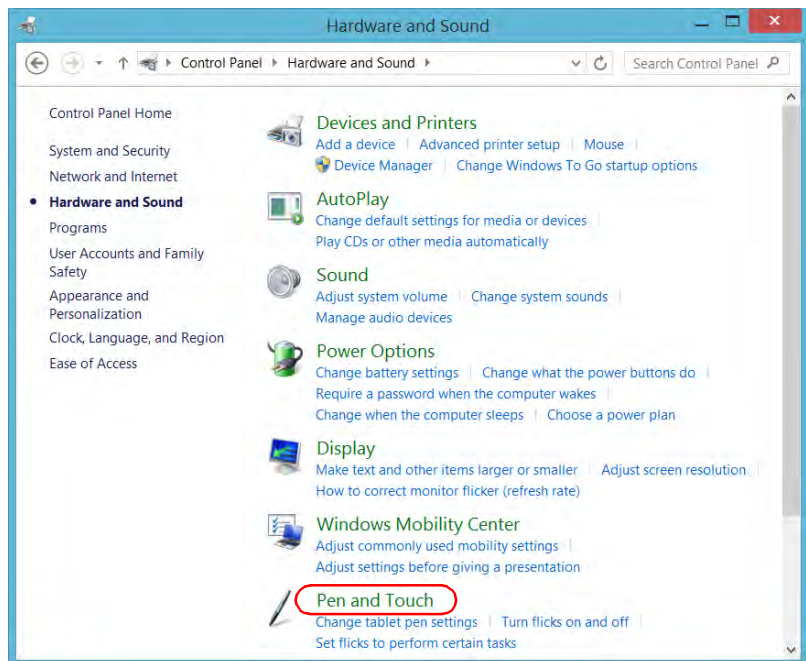 Hardware and Sound
Control Panel Hardware and Sound
Search Control Panel
Control Panel Home
System and Security
Network and Internet
Hardware and Sound
Programs
User Accounts and Family
Safety
Appearance and
Personalization
Clock, Language, and Region
Ease of Access
Devices and Printers
Add a device Advanced printer setup Mouse
Device Manager Change Windows To Go startup options
AutoPlay
Change default settings for media or devices
Play CDs or other media automatically
Sound
Adjust system volume Change system sounds
Manage audio devices
Power Options
Change battery settings Change what the power buttons do
Require a password when the computer wakes
Change when the computer sleeps Choose a power plan
Display
Make text and other items larger or smaller Adjust screen resolution
How to correct monitor flicker (refresh rate)
Windows Mobility Center
Adjust commonly used mobility settings
Adjust settings before giving a presentation
Pen and Touch
Change tablet pen settings Turn flicks on and off
Set flicks to perform certain tasks